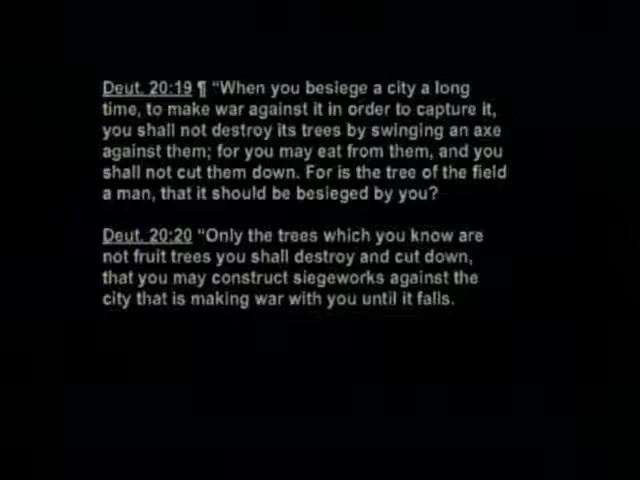 Deut. 20:19 ¶ “When you besiege a city a long
time, to make war against it in order to capture it,
you shall not destroy its trees by swinging an axe
against them; for you may eat from them, and you
shall not cut them down. For is the tree of the field
a man, that it should be besieged by you?
Deut. 20:20 “Only the trees which you know are
not fruit trees you shall destroy and cut down,
that you may construct siegeworks against the
city that is making war with you until it falls.